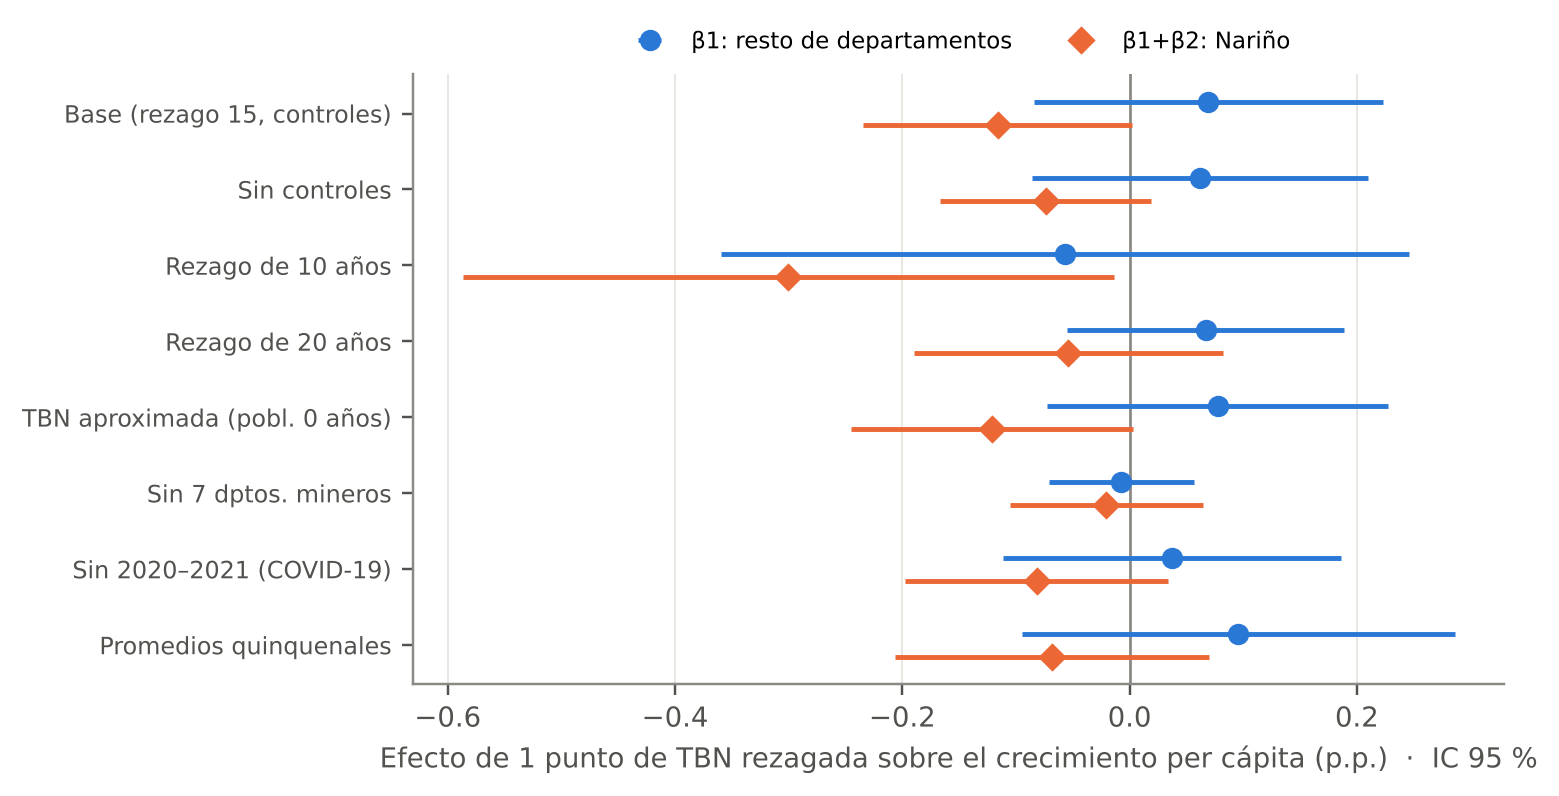 β1: resto de departamentos
β1+β2: Nariño
Base (rezago 15, controles)
Sin controles
Rezago de 10 años
Rezago de 20 años
TBN aproximada (pobl. 0 años)
Sin 7 dptos. mineros
Sin 2020–2021 (COVID-19)
Promedios quinquenales
−0.6 −0.4 −0.2 0.0 0.2
Efecto de 1 punto de TBN rezagada sobre el crecimiento per cápita (p.p.) · IC 95 %